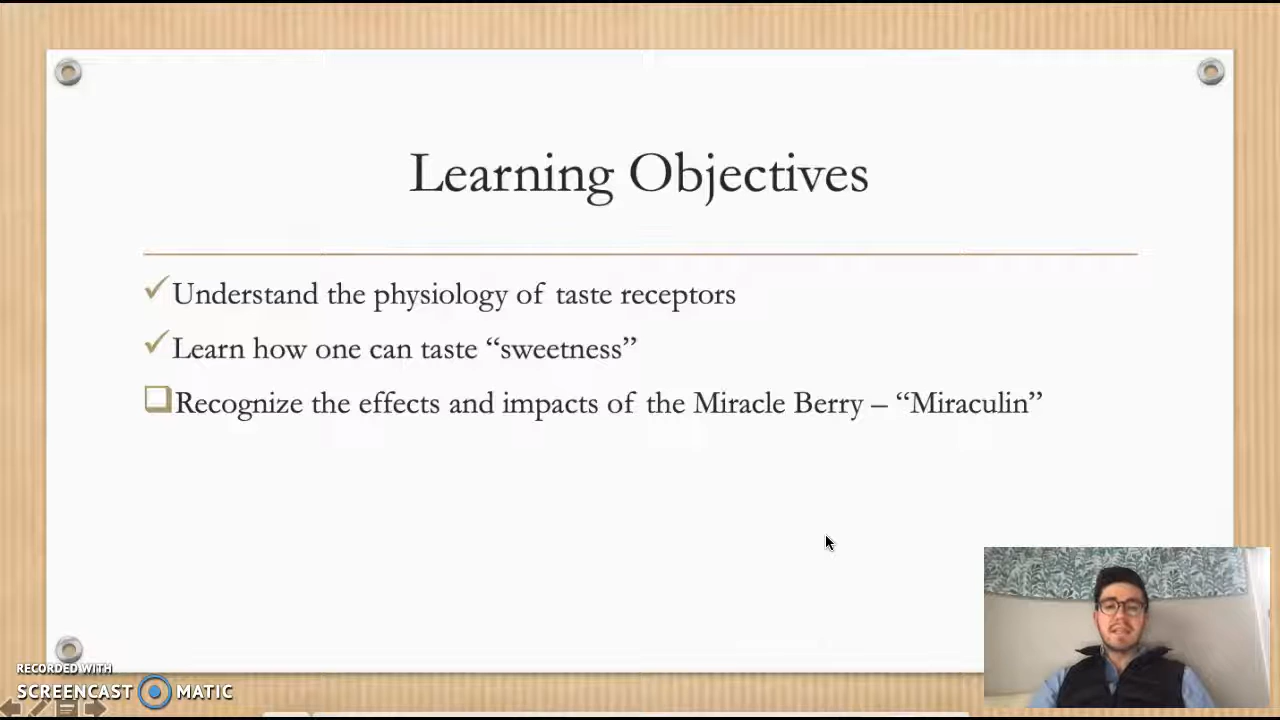 Learning Objectives
Understand the physiology of taste receptors
Learn how one can taste “sweetness”
Recognize the effects and impacts of the Miracle Berry – “Miraculin”
RECORDED WITH
SCREENCAST MATIC